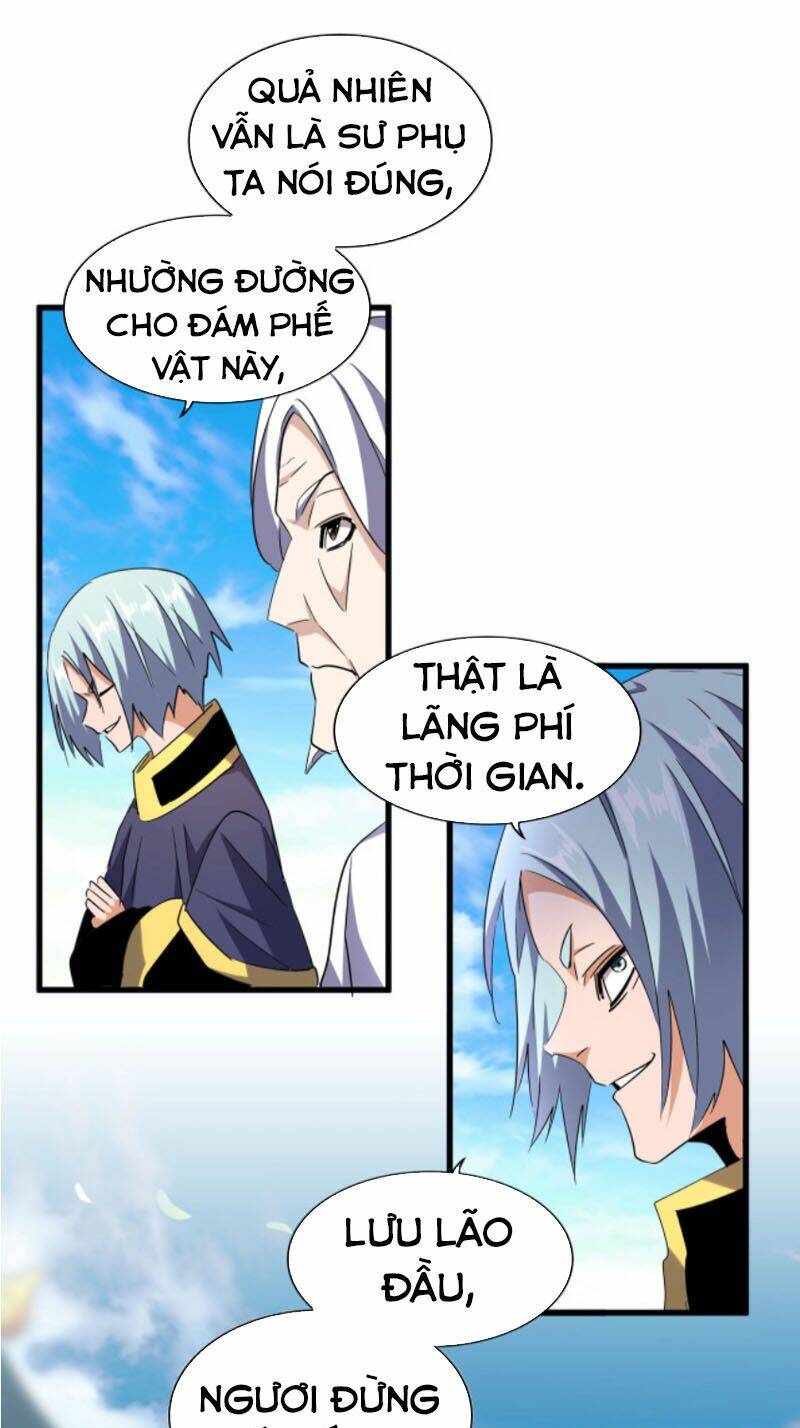 QUẢ NHIÊN
VẪN LÀ SƯ PHỤ
TA NÓI ĐÚNG,
NHƯỜNG ĐƯỜNG
CHO ĐÁM PHẾ
VẬT NÀY,
THẬT LÀ
LÃNG PHÍ
THỜI GIAN.
LƯU LÃO
ĐẦU,
NGƯƠI ĐỪNG